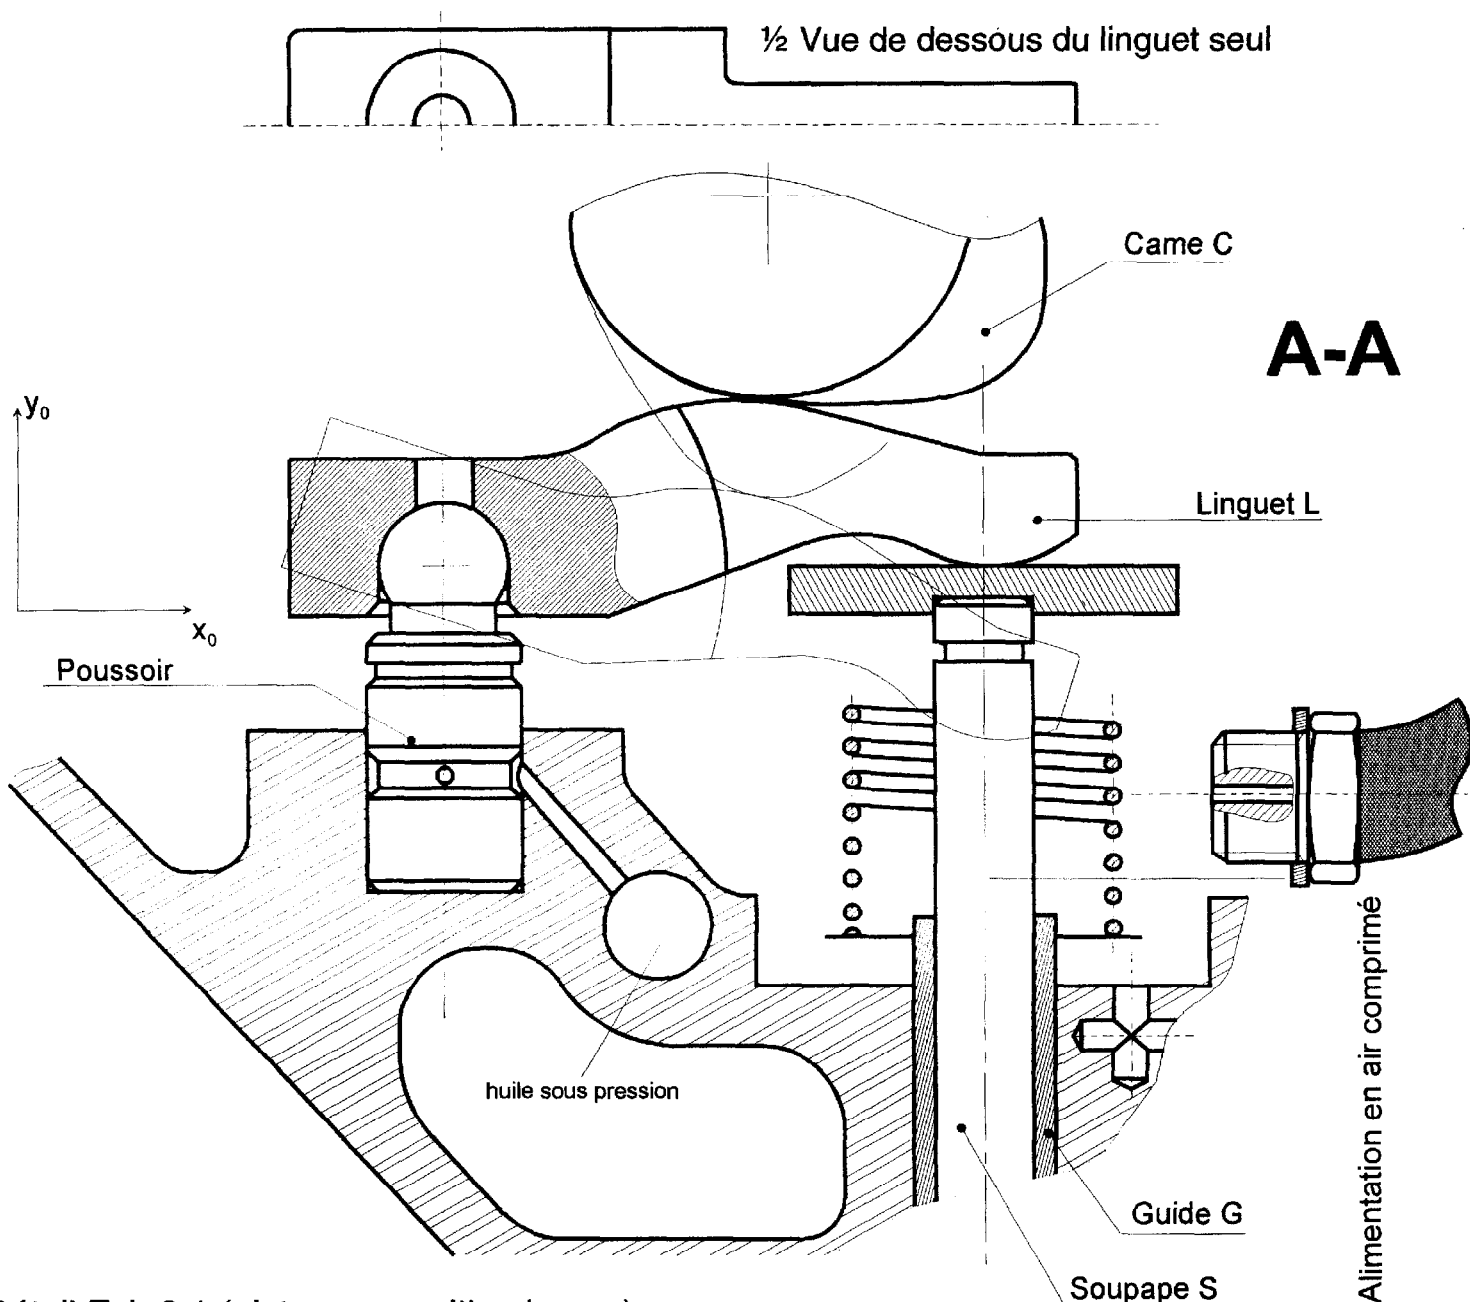 ½ Vue de dessous du linguet seul
Came C
A-A
y₀
Linguet L
x₀
Poussoir
huile sous pression
Guide G
Soupape S
Alimentation en air comprimé